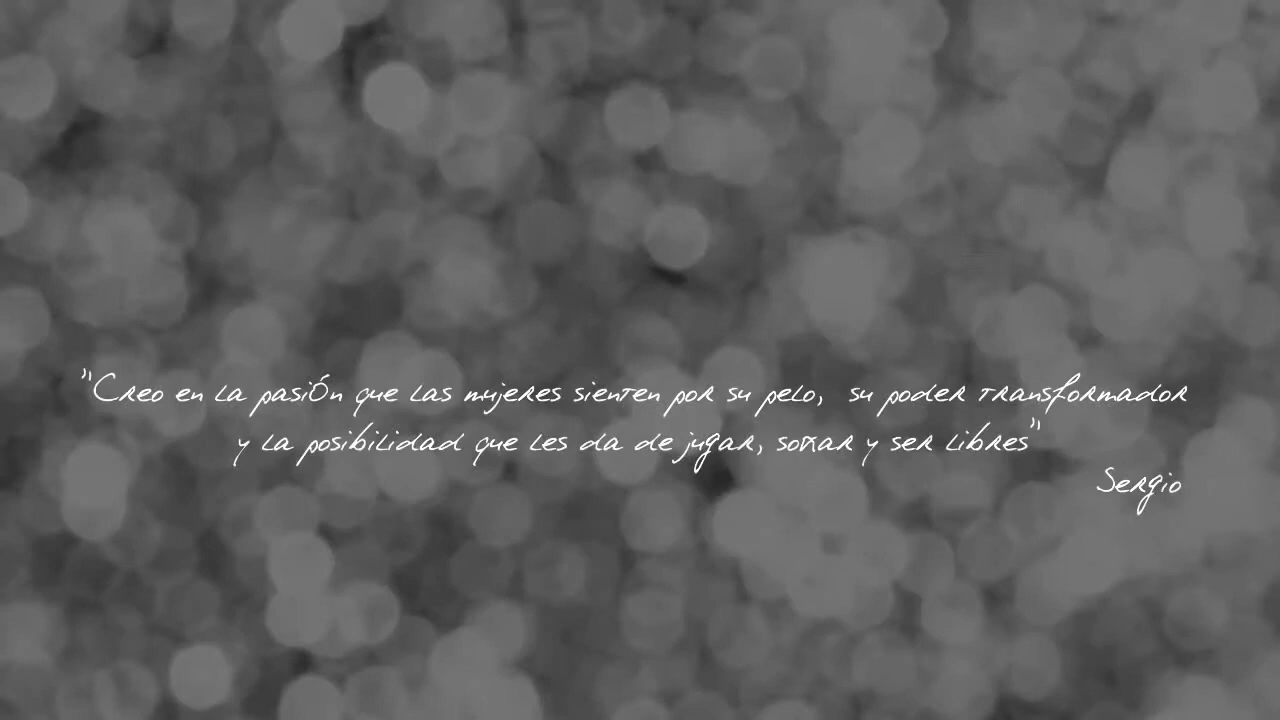 "Creo en la pasión que las mujeres sienten por su pelo, su poder transformador
y la posibilidad que les da de jugar, soñar y ser libres"
Sergio